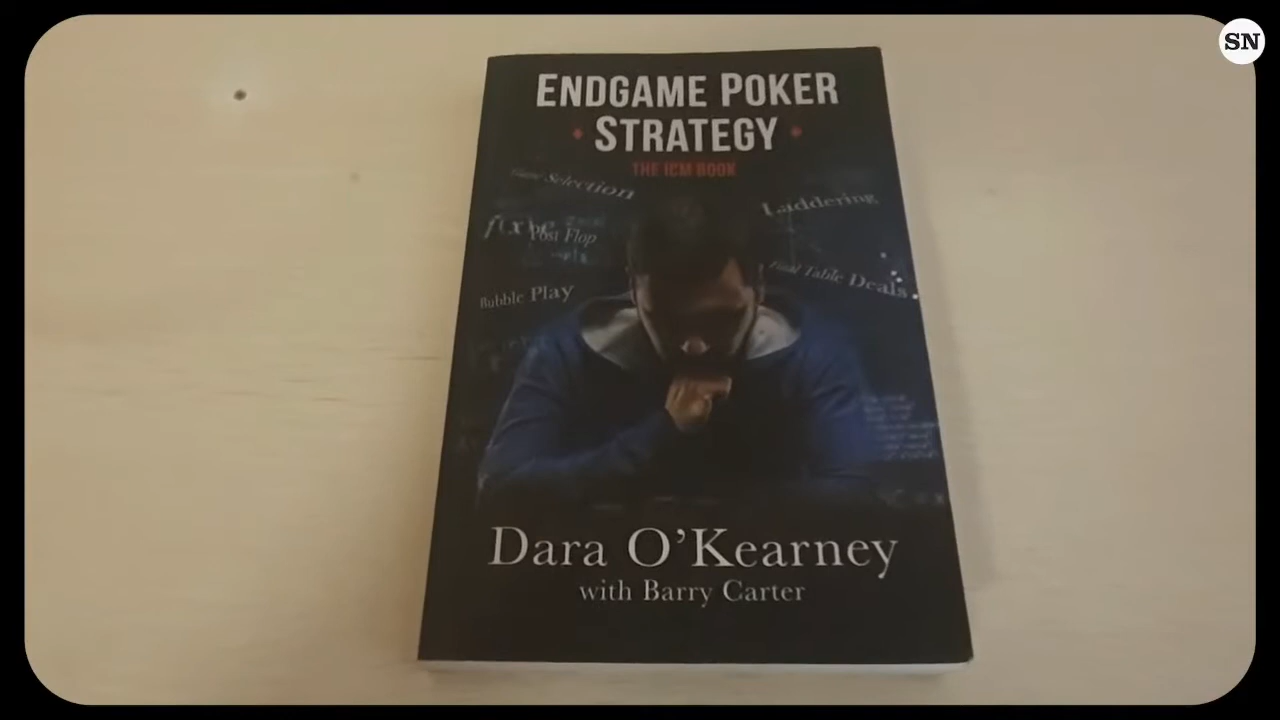 SN
ENDGAME POKER
STRATEGY
THE ICM BOOK
Game Selection
Laddering
f(x)
Post Flop
Final Table Deals
Bubble Play
Dara O'Kearney
with Barry Carter